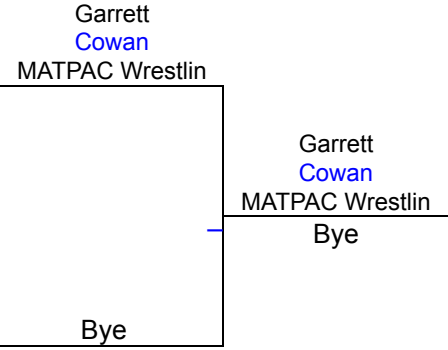 Garrett
Cowan
MATPAC Wrestlin
Garrett
Cowan
MATPAC Wrestlin
Bye
Bye